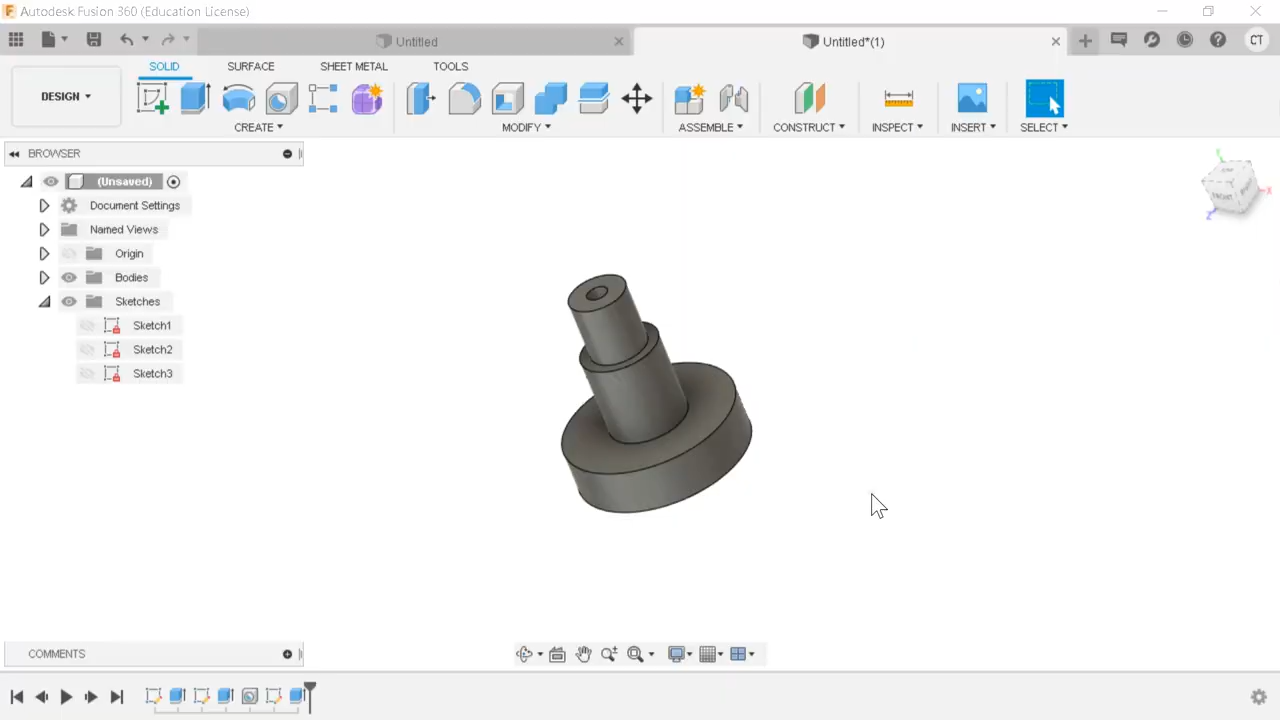 Autodesk Fusion 360 (Education License)
Untitled
Untitled*(1)
CT
SOLID
SURFACE
SHEET METAL
TOOLS
DESIGN
CREATE
MODIFY
ASSEMBLE
CONSTRUCT
INSPECT
INSERT
SELECT
BROWSER
(Unsaved)
Document Settings
Named Views
Origin
Bodies
Sketches
Sketch1
Sketch2
Sketch3
FRONT
X
Z
COMMENTS